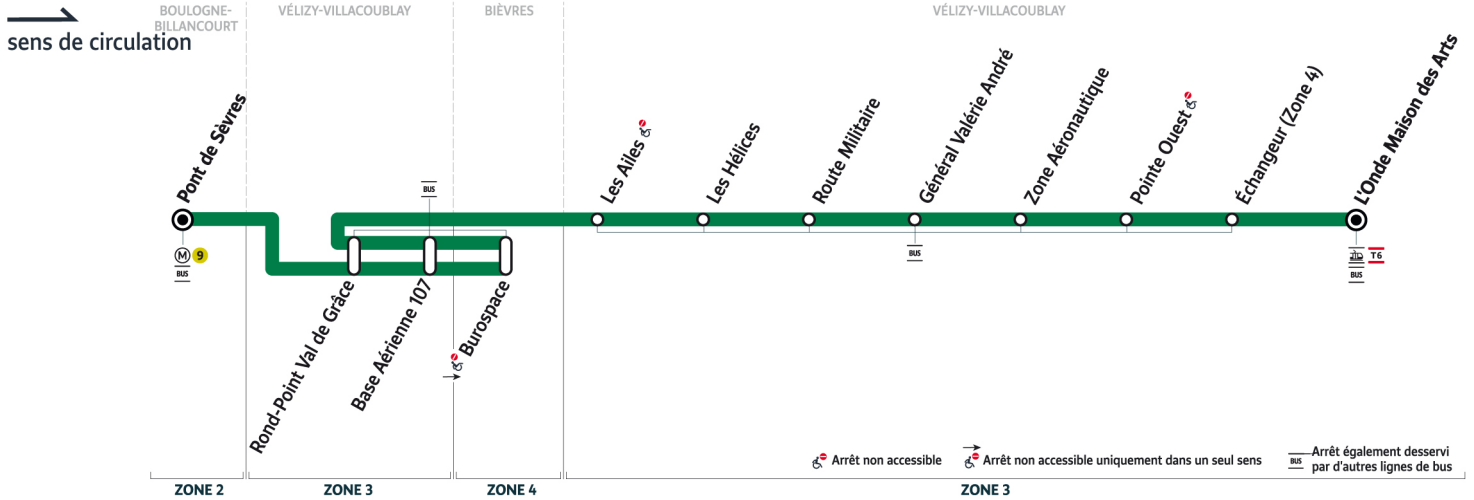 sens de circulation
BOULOGNE-
BILLANCOURT
VÉLIZY-VILLACOUBLAY
BIÈVRES
VÉLIZY-VILLACOUBLAY
Pont de Sèvres
M 9
BUS
Rond-Point Val de Grâce
Base Aérienne 107
Burospace
BUS
Les Ailes
Les Hélices
Route Militaire
Général Valérie André
Zone Aéronautique
Pointe Ouest
Échangeur (Zone 4)
L'Onde Maison des Arts
BUS
T6
BUS
Arrêt non accessible
Arrêt non accessible uniquement dans un seul sens
BUS
Arrêt également desservi
par d'autres lignes de bus
ZONE 2
ZONE 3
ZONE 4
ZONE 3